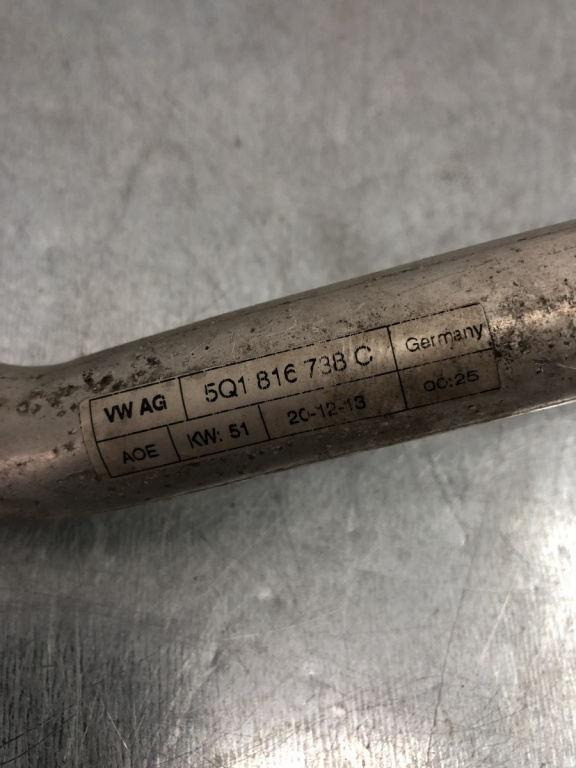 VW AG 5Q1 816 738 C Germany
AOE KW: 51 20-12-13 00:25